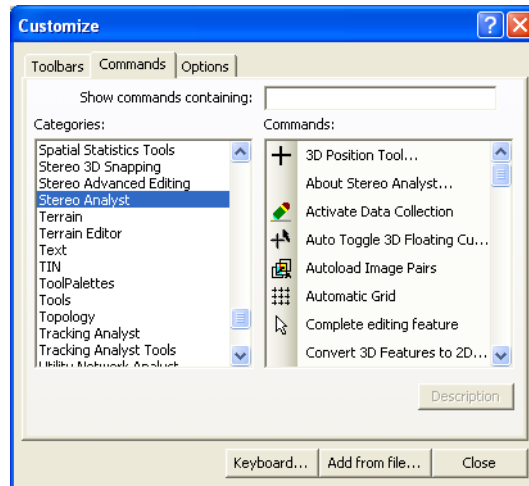 Customize
Toolbars
Commands
Options
Show commands containing:
Categories:
Spatial Statistics Tools
Stereo 3D Snapping
Stereo Advanced Editing
Stereo Analyst
Terrain
Terrain Editor
Text
TIN
ToolPalettes
Tools
Topology
Tracking Analyst
Tracking Analyst Tools
Utility Network Analyst
Commands:
3D Position Tool...
About Stereo Analyst...
Activate Data Collection
Auto Toggle 3D Floating Cu...
Autoload Image Pairs
Automatic Grid
Complete editing feature
Convert 3D Features to 2D...
Description
Keyboard...
Add from file...
Close